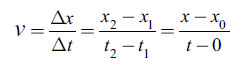 v = Δx / Δt = (x₂ − x₁) / (t₂ − t₁) = (x − x₀) / (t − 0)